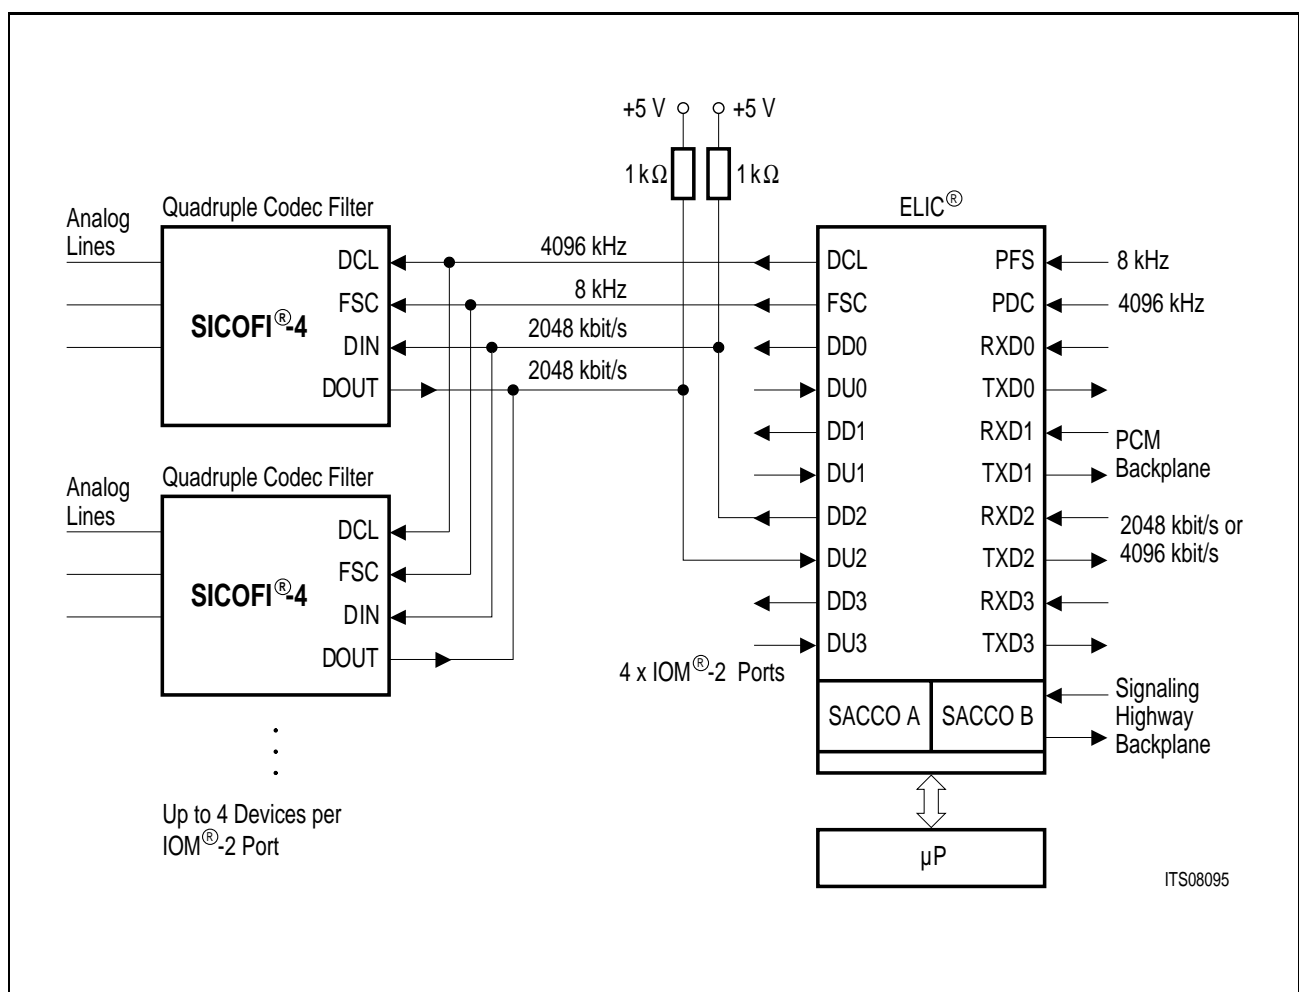 +5 V +5 V
1 kΩ 1 kΩ
Quadruple Codec Filter
Analog
Lines
SICOFI®-4
DCL
FSC
DIN
DOUT
4096 kHz
8 kHz
2048 kbit/s
2048 kbit/s
Quadruple Codec Filter
Analog
Lines
SICOFI®-4
DCL
FSC
DIN
DOUT
Up to 4 Devices per
IOM®-2 Port
ELIC®
DCL PFS 8 kHz
FSC PDC 4096 kHz
DD0 RXD0
DU0 TXD0
DD1 RXD1
DU1 TXD1
DD2 RXD2
DU2 TXD2
DD3 RXD3
DU3 TXD3
PCM
Backplane
2048 kbit/s or
4096 kbit/s
4 x IOM®-2 Ports
SACCO A SACCO B
Signaling
Highway
Backplane
µP
ITS08095